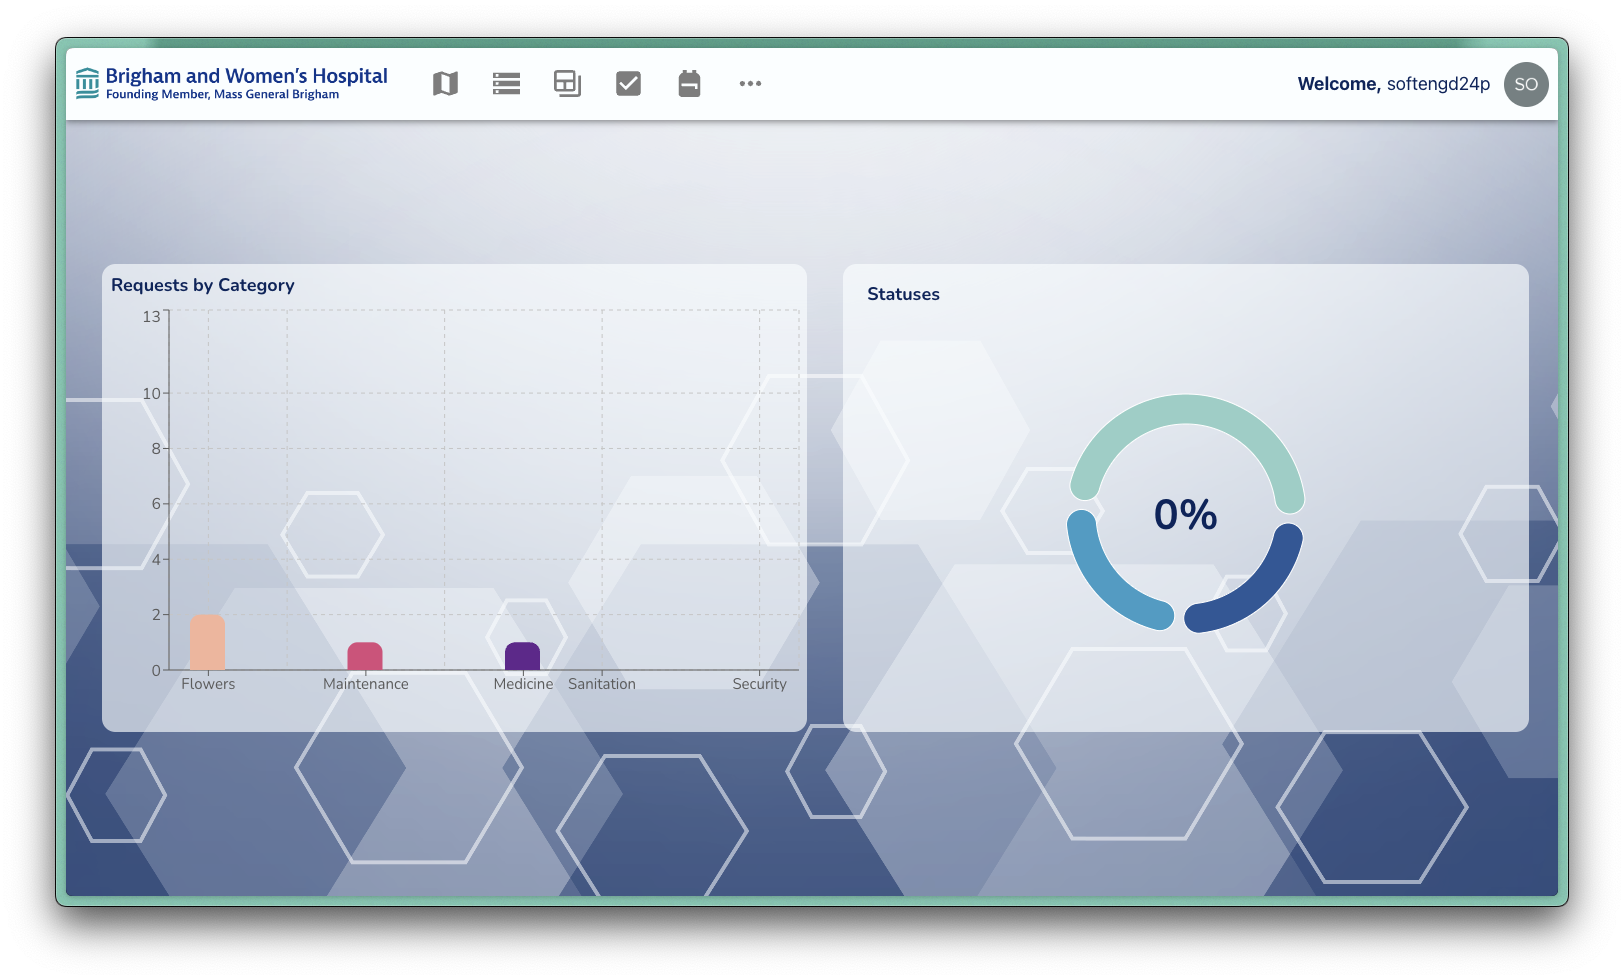 Brigham and Women's Hospital
Founding Member, Mass General Brigham
Welcome, softengd24p
SO
Requests by Category
13
10
8
6
4
2
0
Flowers
Maintenance
Medicine
Sanitation
Security
Statuses
0%